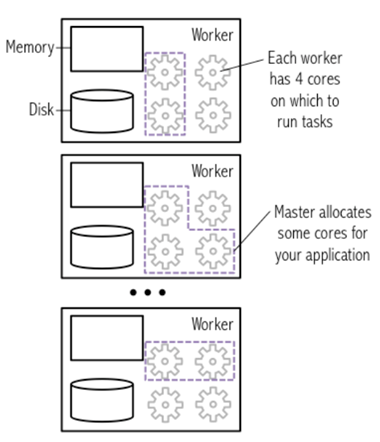 Worker
Memory
Each worker
has 4 cores
on which to
run tasks
Disk
Worker
Master allocates
some cores for
your application
Worker